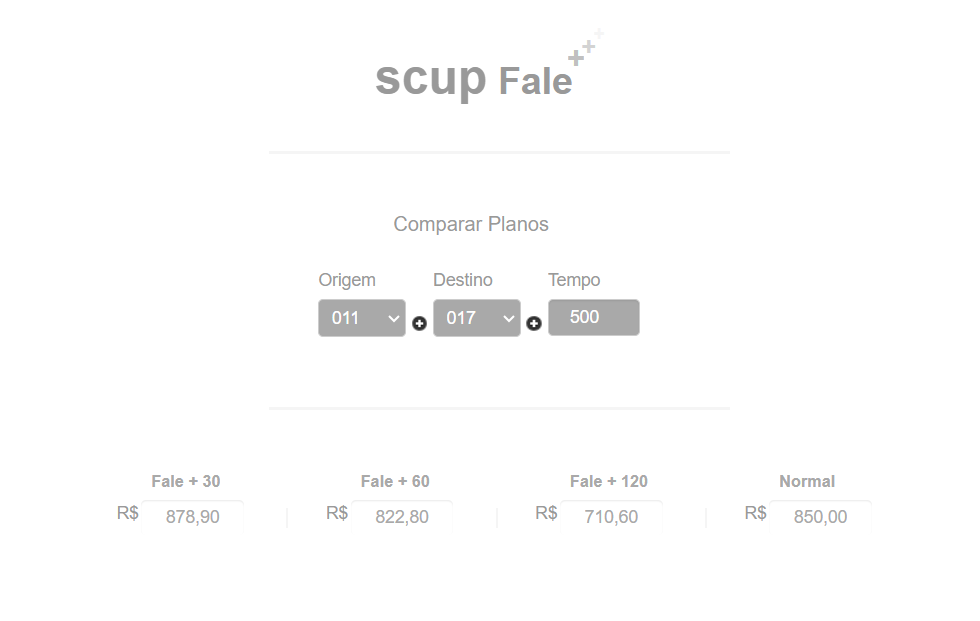 scup Fale+++
Comparar Planos
Origem Destino Tempo
011 017 500
Fale + 30 Fale + 60 Fale + 120 Normal
R$ 878,90 R$ 822,80 R$ 710,60 R$ 850,00